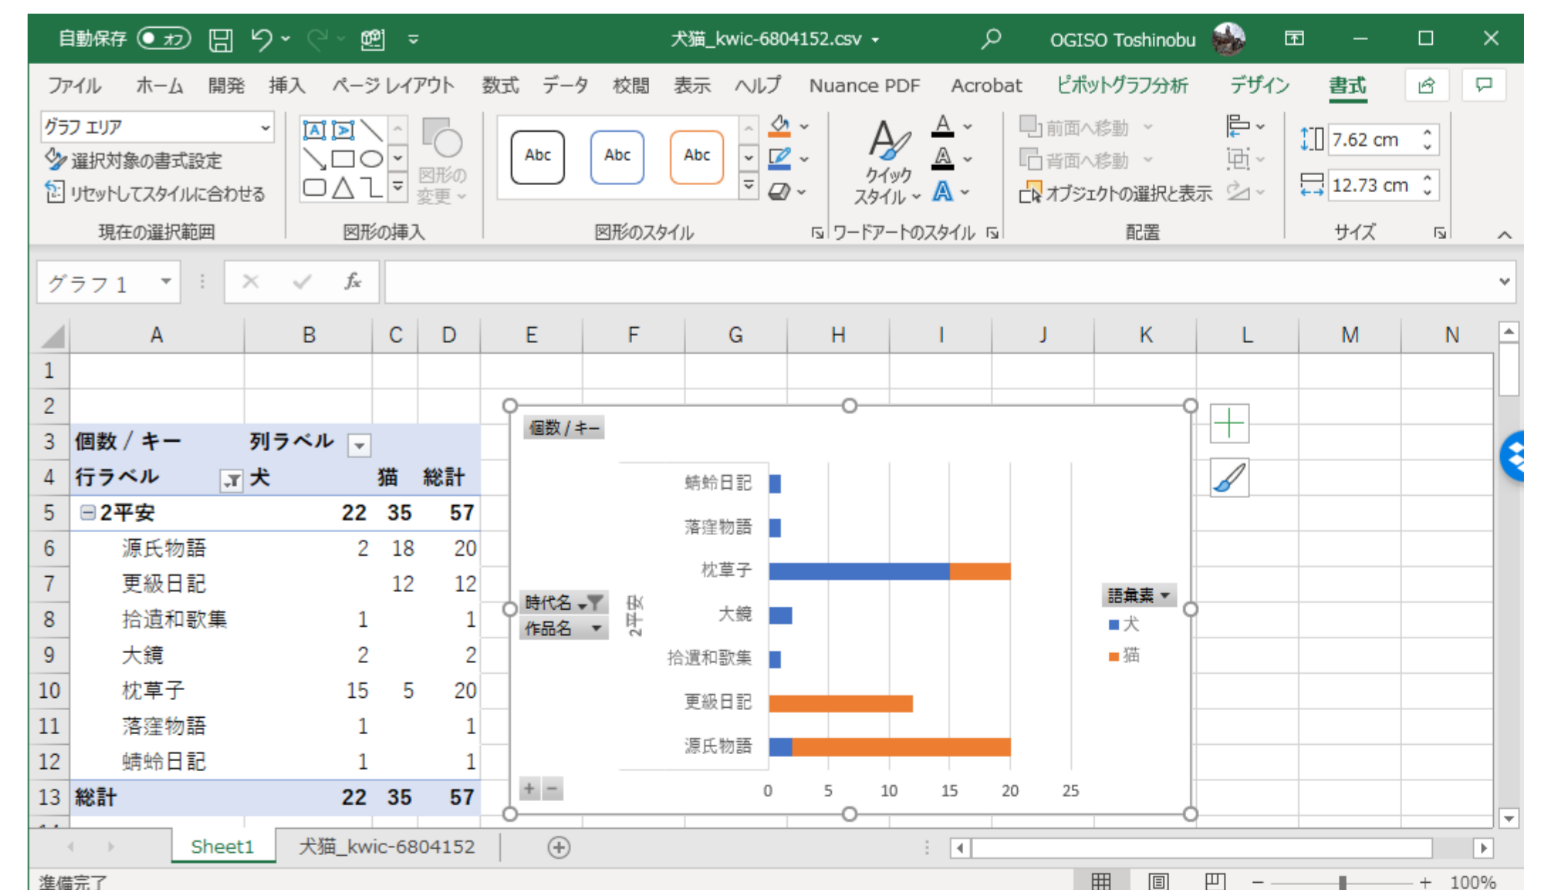 自動保存 オフ 犬猫_kwic-6804152.csv OGISO Toshinobu
ファイル ホーム 開発 挿入 ページ レイアウト 数式 データ 校閲 表示 ヘルプ Nuance PDF Acrobat ピボットグラフ分析 デザイン 書式
グラフ エリア
選択対象の書式設定
リセットしてスタイルに合わせる
現在の選択範囲
図形の変更
図形の挿入
Abc Abc Abc
図形のスタイル
クイック スタイル
ワードアートのスタイル
前面へ移動
背面へ移動
オブジェクトの選択と表示
配置
7.62 cm
12.73 cm
サイズ
グラフ 1 fx
A B C D E F G H I J K L M N
1
2
3 個数 / キー 列ラベル
4 行ラベル 犬 猫 総計
5 2平安 22 35 57
6 源氏物語 2 18 20
7 更級日記 12 12
8 拾遺和歌集 1 1
9 大鏡 2 2
10 枕草子 15 5 20
11 落窪物語 1 1
12 蜻蛉日記 1 1
13 総計 22 35 57
個数 / キー
時代名
作品名
2平安
蜻蛉日記
落窪物語
枕草子
大鏡
拾遺和歌集
更級日記
源氏物語
0 5 10 15 20 25
語彙素
犬
猫
+ −
Sheet1 犬猫_kwic-6804152
準備完了 100%